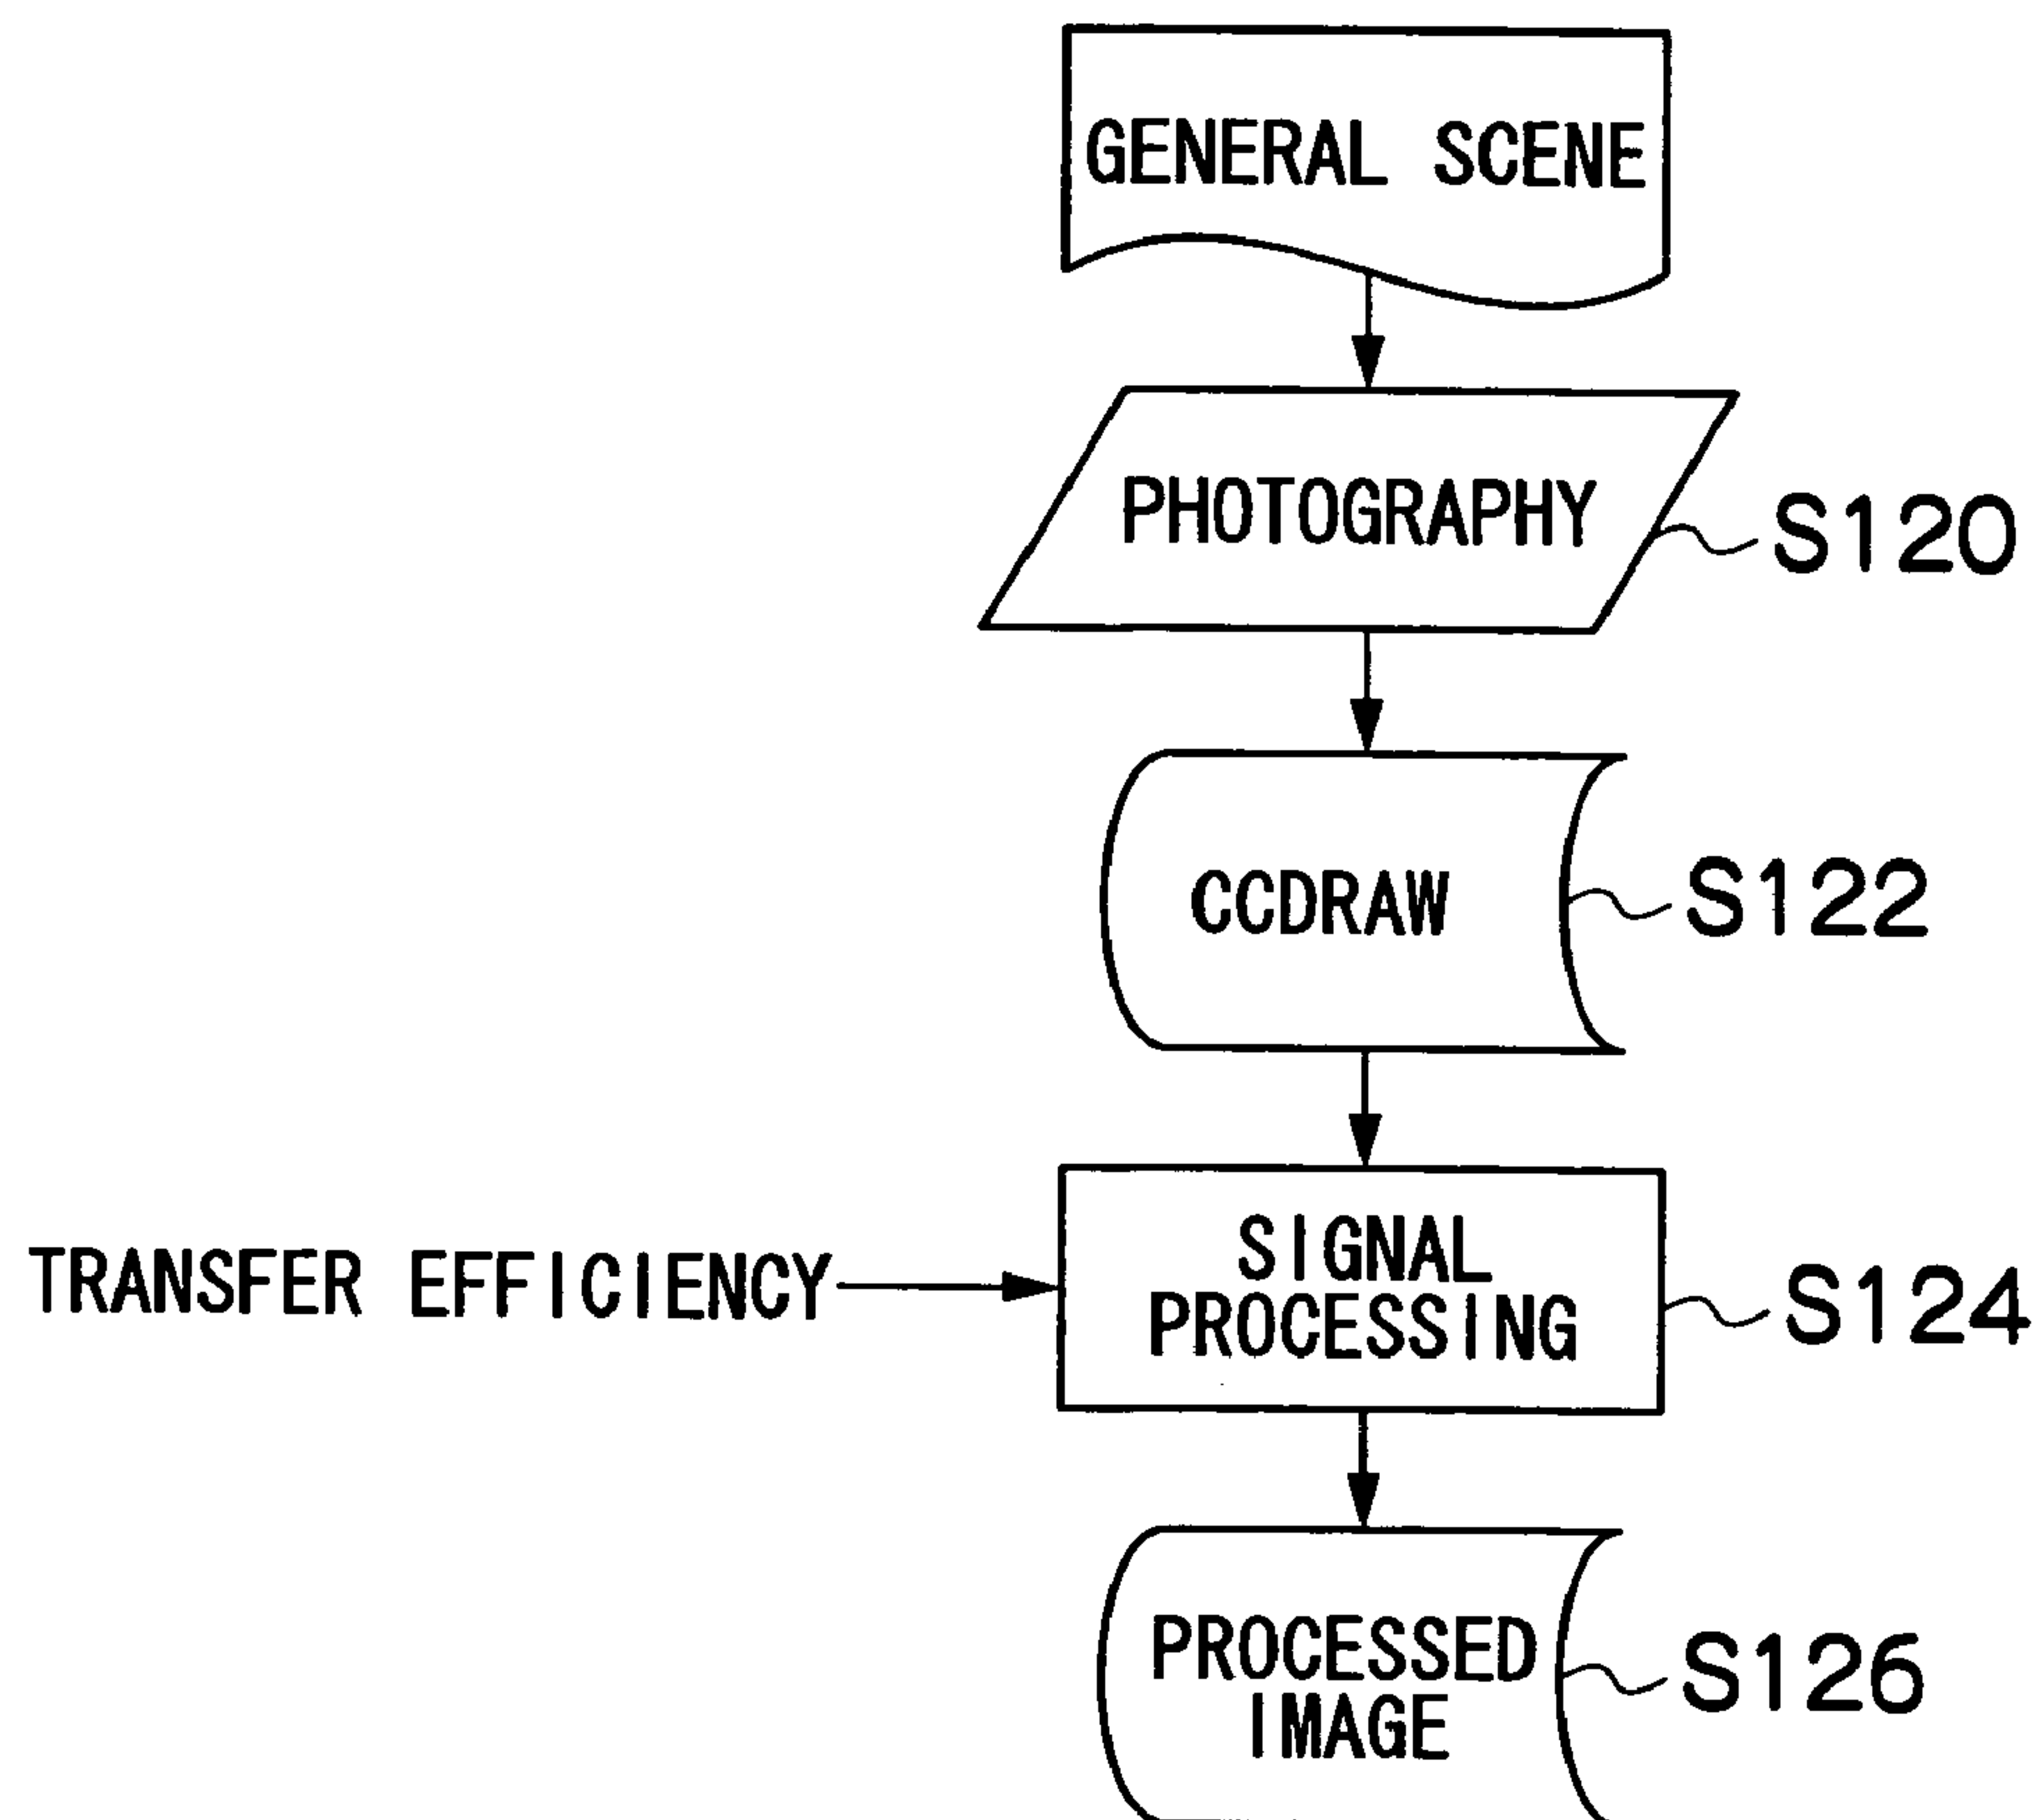 GENERAL SCENE
PHOTOGRAPHY
S120
CCDRAW
S122
TRANSFER EFFICIENCY
SIGNAL
PROCESSING
S124
PROCESSED
IMAGE
S126